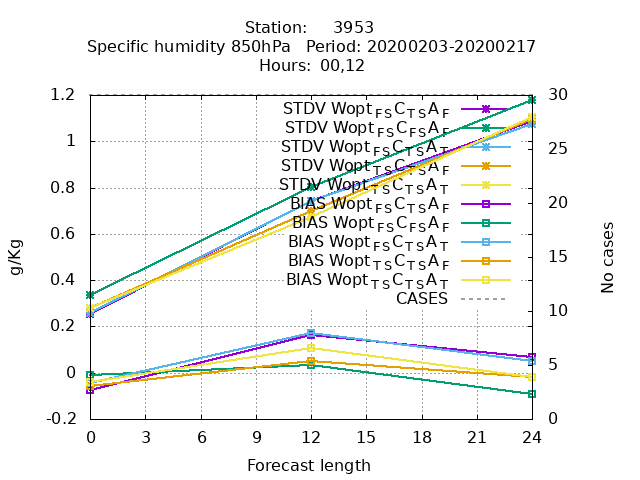 Station: 3953
Specific humidity 850hPa Period: 20200203-20200217
Hours: 00,12
g/Kg
1.2
1
0.8
0.6
0.4
0.2
0
-0.2
STDV Wopt_FS C_TS A_F
STDV Wopt_FS C_FS A_F
STDV Wopt_FS C_TS A_T
STDV Wopt_TS C_TS A_F
STDV Wopt_TS C_TS A_T
BIAS Wopt_FS C_TS A_F
BIAS Wopt_FS C_FS A_F
BIAS Wopt_FS C_TS A_T
BIAS Wopt_TS C_TS A_F
BIAS Wopt_TS C_TS A_T
CASES
30
25
20
15
10
5
0
No cases
0 3 6 9 12 15 18 21 24
Forecast length